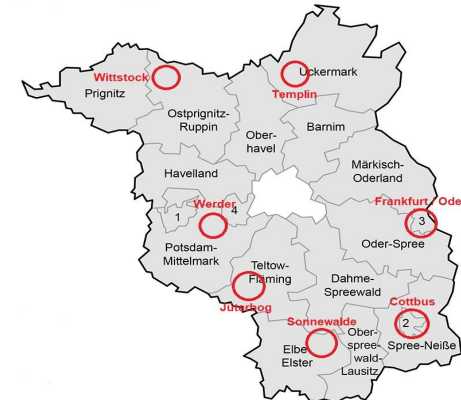 Wittstock
Prignitz
Uckermark
Templin
Ostprignitz-
Ruppin
Ober-
havel
Barnim
Havelland
Märkisch-
Oderland
Werder
Frankfurt / Ode
1
4
3
Potsdam-
Mittelmark
Oder-Spree
Teltow-
Fläming
Jüterbog
Dahme-
Spreewald
Cottbus
2
Sonnewalde
Elbe
Elster
Ober-
spree-
wald-
Lausitz
Spree-Neiße